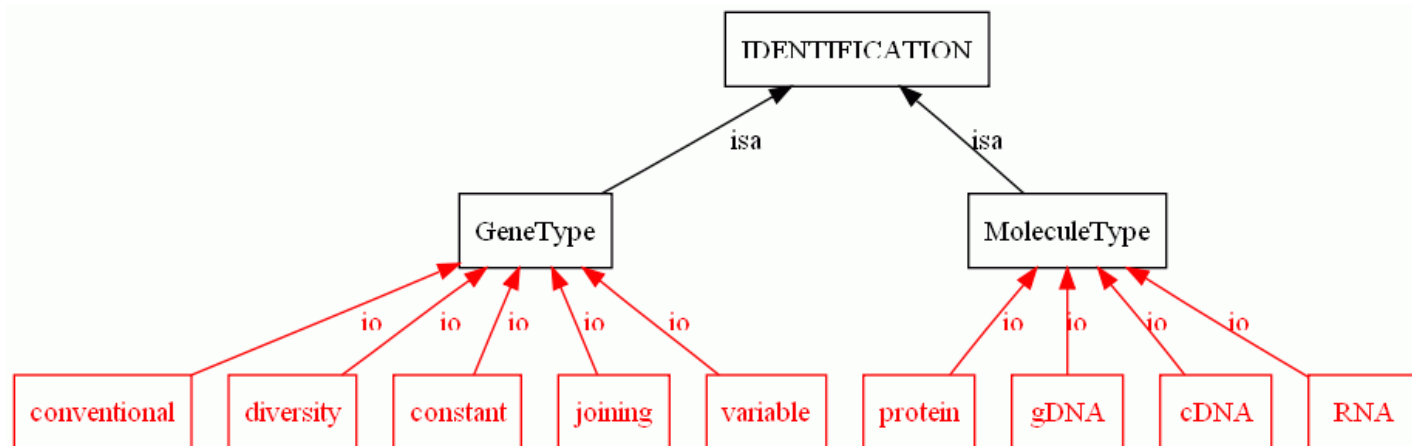 IDENTIFICATION
isa isa
GeneType MoleculeType
io io io io io io io io io
conventional diversity constant joining variable protein gDNA cDNA RNA